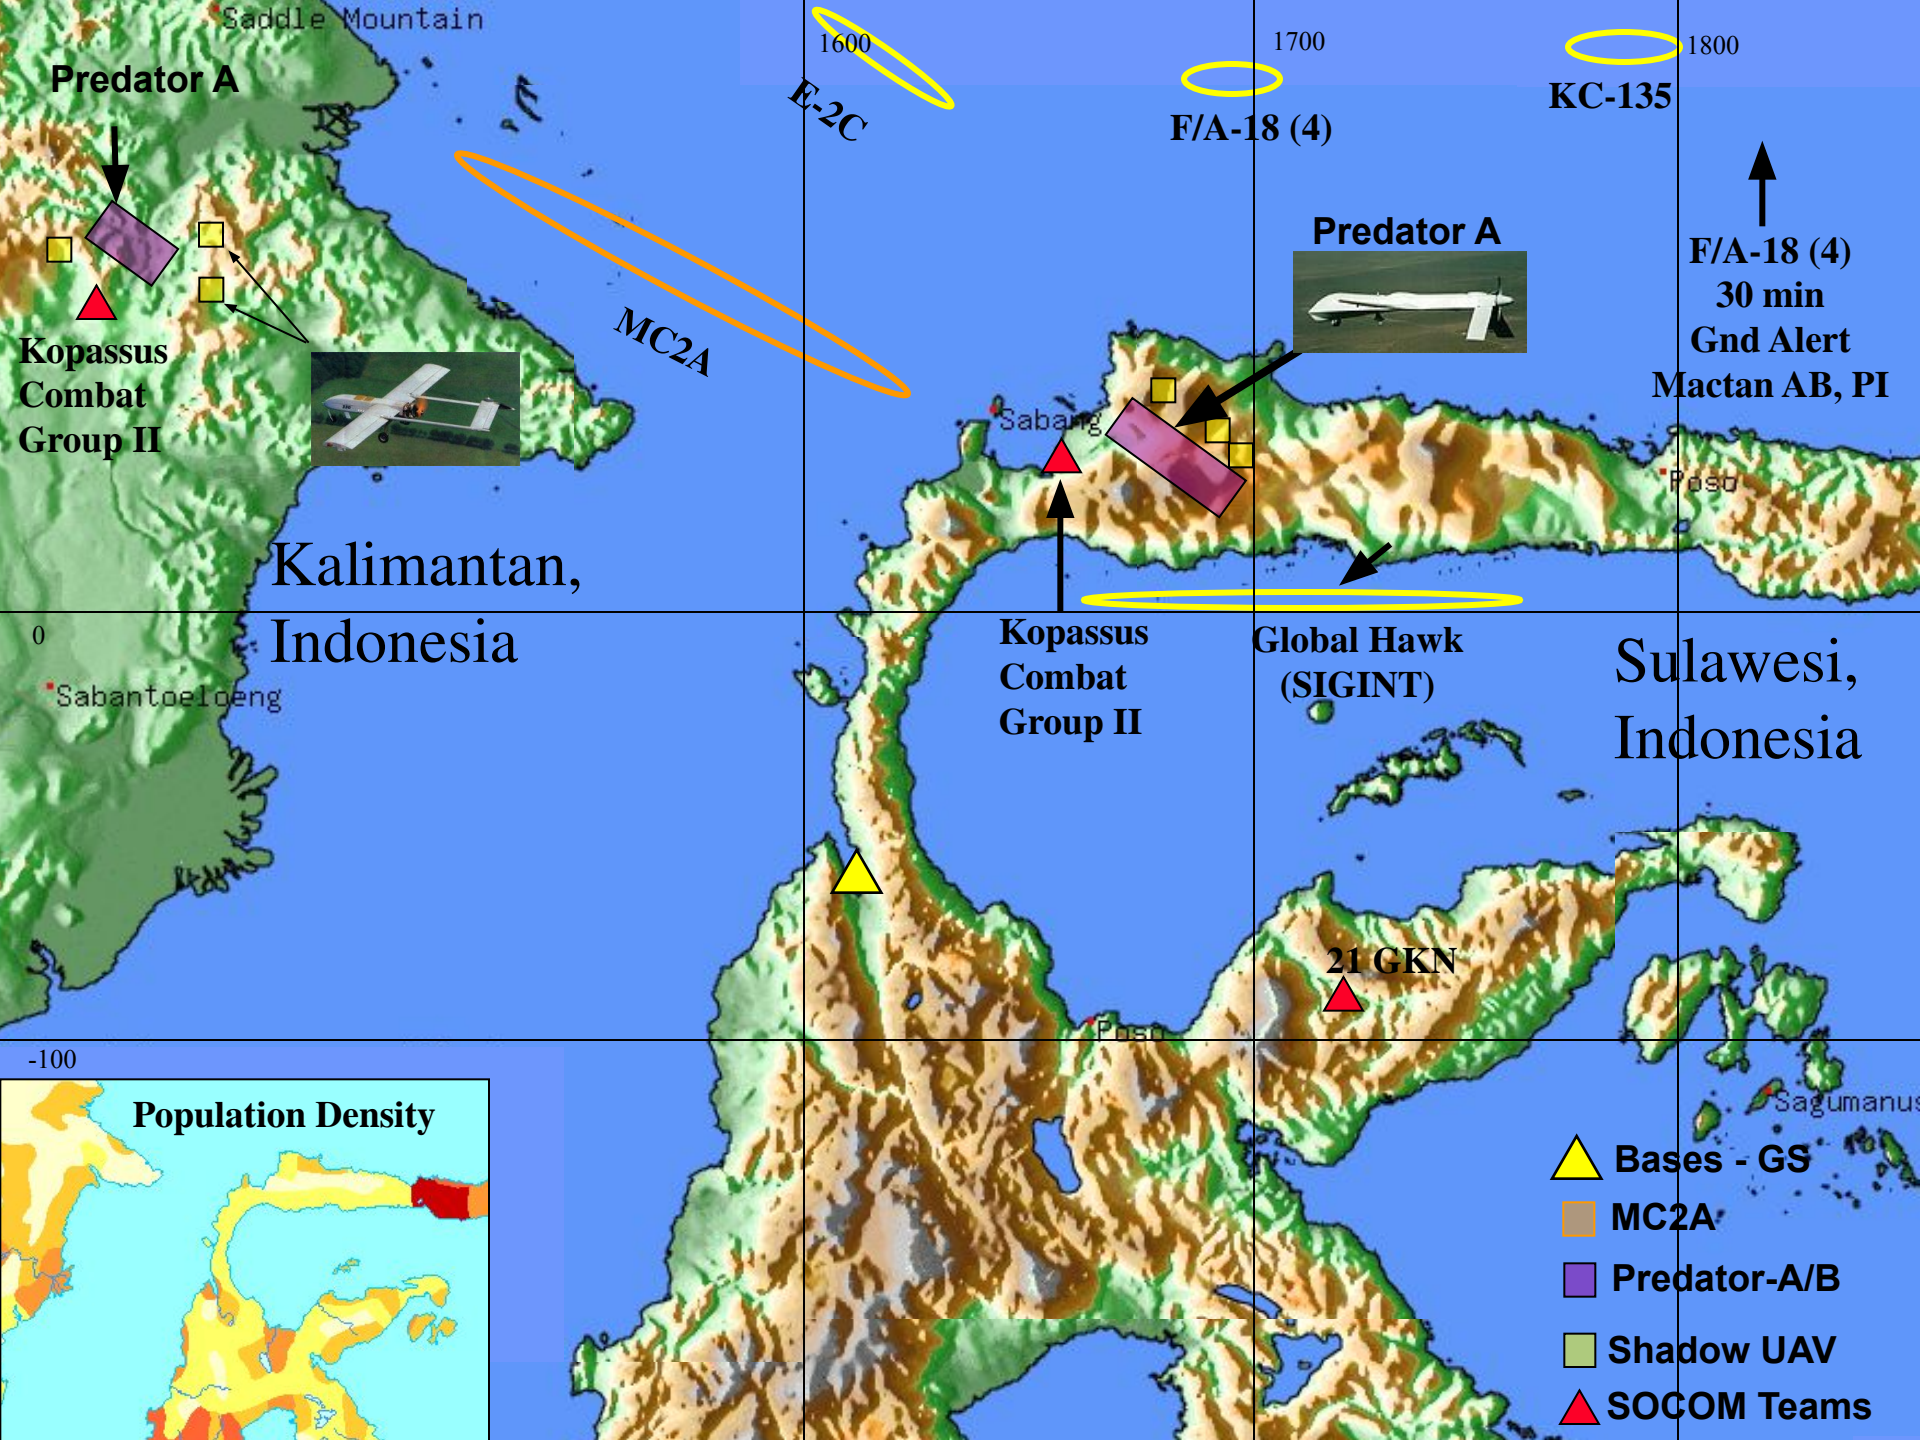 Saddle Mountain
Predator A
1600
1700
1800
E-2C
F/A-18 (4)
KC-135
MC2A
Predator A
F/A-18 (4)
30 min
Gnd Alert
Mactan AB, PI
Kopassus
Combat
Group II
Sabang
Poso
Kalimantan,
Indonesia
0
Sabantoeloeng
Kopassus
Combat
Group II
Global Hawk
(SIGINT)
Sulawesi,
Indonesia
21 GKN
Poso
-100
Population Density
Sagumanus
Bases - GS
MC2A
Predator-A/B
Shadow UAV
SOCOM Teams